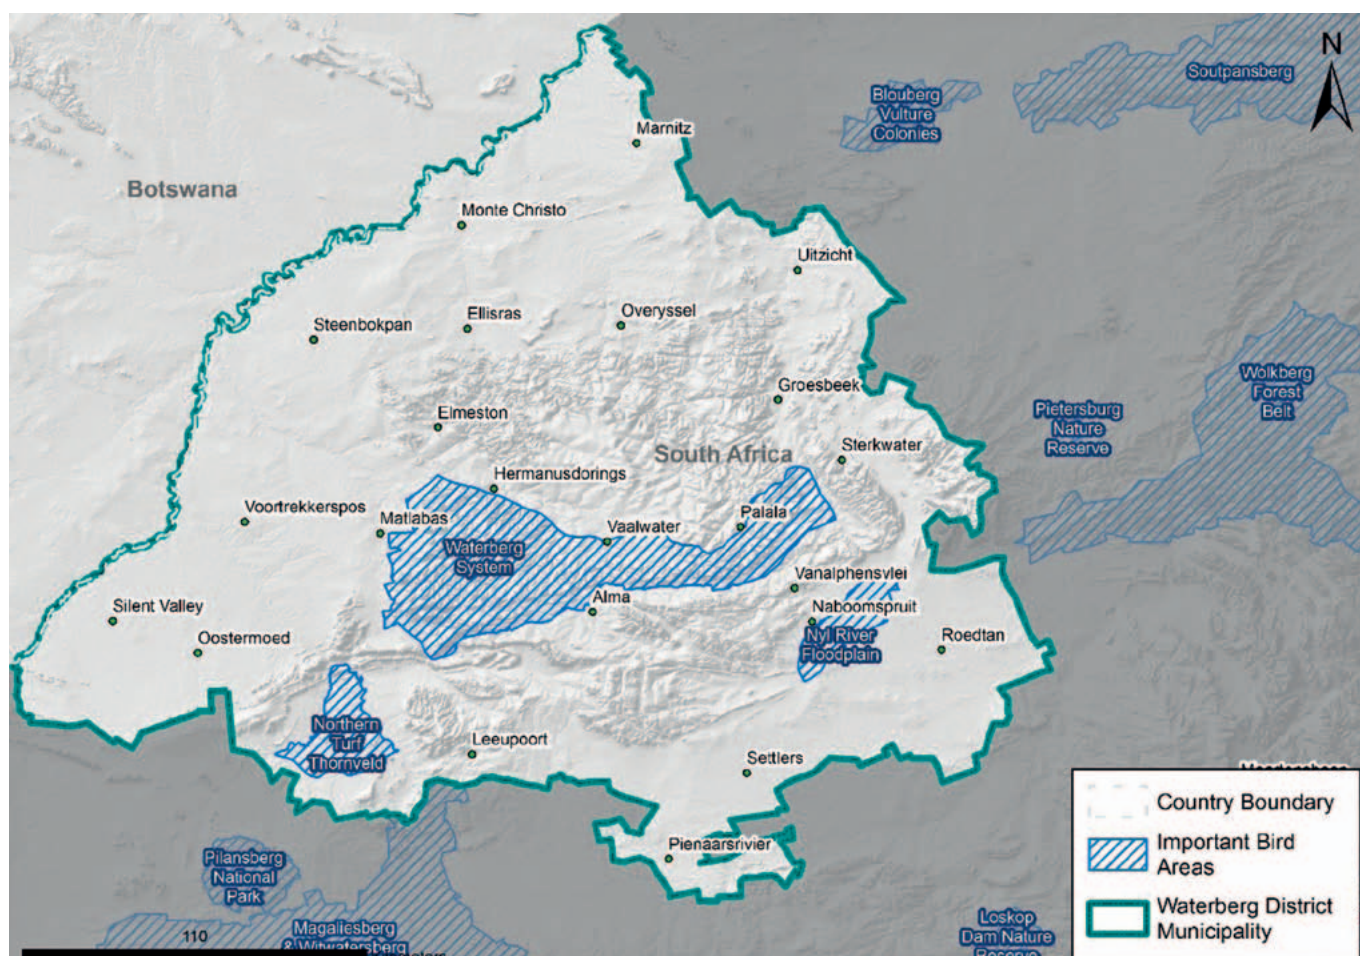 N
Soutpansberg
Blouberg
Vulture
Colonies
Marnitz
Botswana
Monte Christo
Uitzicht
Steenbokpan
Ellisras
Overyssel
Groesbeek
Wolkberg
Forest
Belt
Pietersburg
Nature
Reserve
Elmeston
South Africa
Sterkwater
Hermanusdorings
Voortrekkerspos
Matlabas
Vaalwater
Palala
Waterberg
System
Vanalphensvlei
Silent Valley
Alma
Naboomspruit
Oostermoed
Nyl River
Floodplain
Roedtan
Northern
Turf
Thornveld
Leeupoort
Settlers
Pienaarsrivier
Pilansberg
National
Park
Magaliesberg
& Witwatersberg
110
Loskop
Dam Nature
Reserve
Country Boundary
Important Bird
Areas
Waterberg District
Municipality